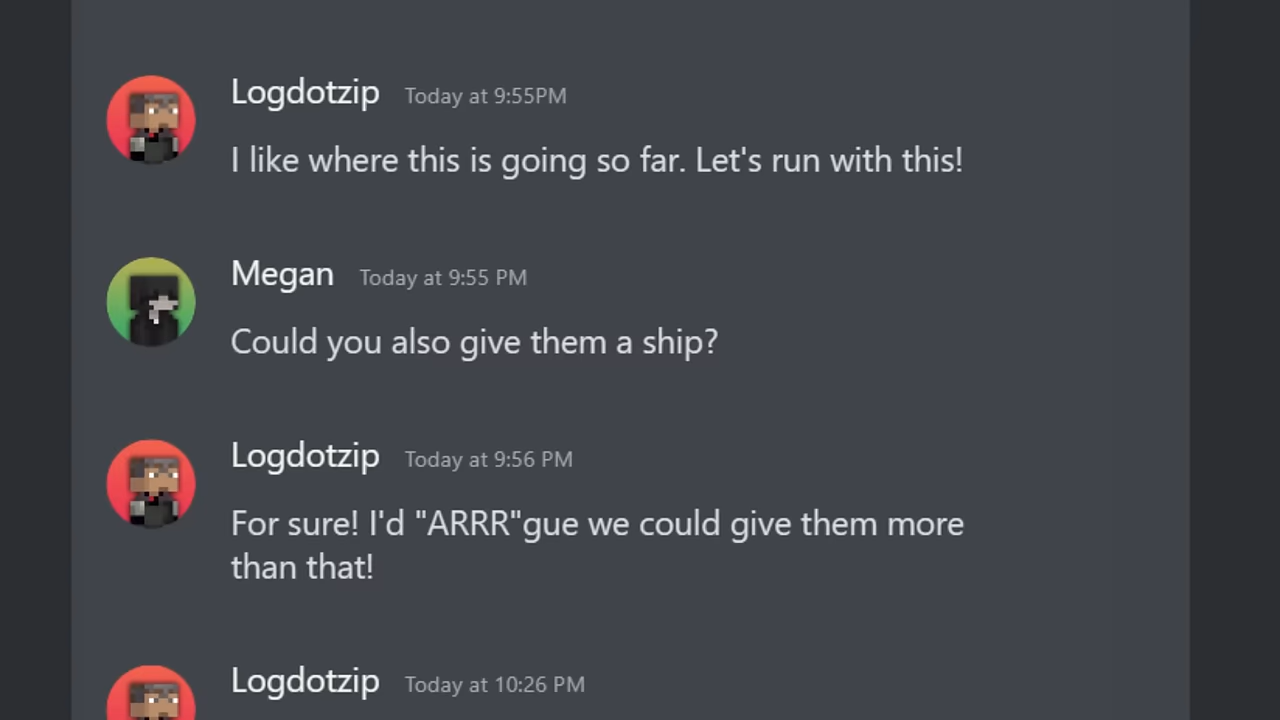 Logdotzip Today at 9:55PM
I like where this is going so far. Let's run with this!
Megan Today at 9:55 PM
Could you also give them a ship?
Logdotzip Today at 9:56 PM
For sure! I'd "ARRR"gue we could give them more
than that!
Logdotzip Today at 10:26 PM